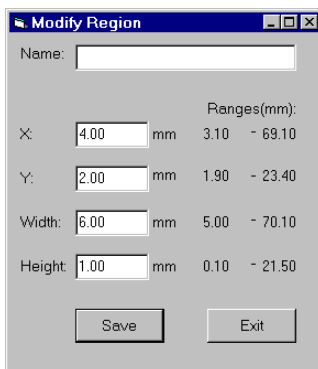 Modify Region
Name:
Ranges(mm):
X: 4.00 mm 3.10 - 69.10
Y: 2.00 mm 1.90 - 23.40
Width: 6.00 mm 5.00 - 70.10
Height: 1.00 mm 0.10 - 21.50
Save Exit